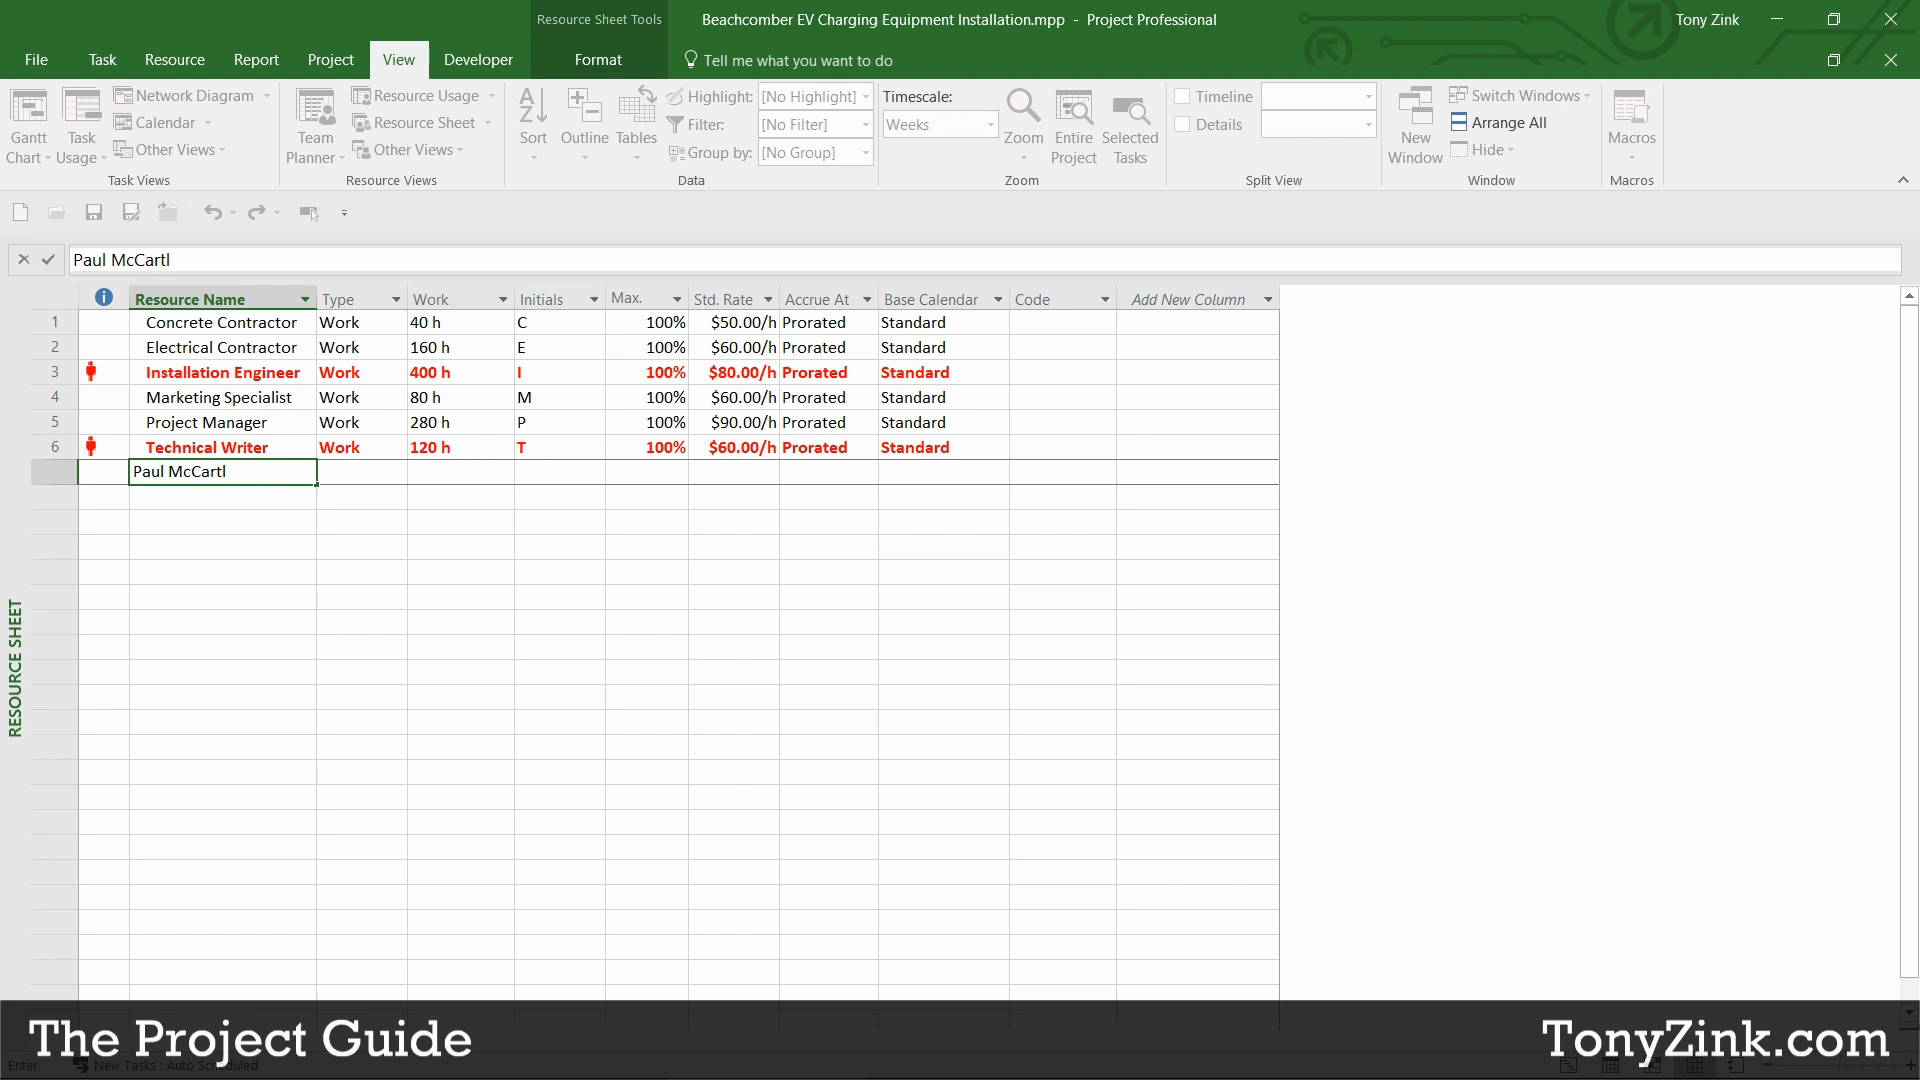 Resource Sheet Tools
Beachcomber EV Charging Equipment Installation.mpp - Project Professional
Tony Zink
File Task Resource Report Project View Developer Format Tell me what you want to do
Gantt Chart
Task Usage
Network Diagram
Calendar
Other Views
Task Views
Team Planner
Resource Usage
Resource Sheet
Other Views
Resource Views
A Z
Sort
Outline
Tables
Highlight: [No Highlight]
Filter: [No Filter]
Group by: [No Group]
Data
Timescale:
Weeks
Zoom
Entire Project
Selected Tasks
Zoom
Timeline
Details
Split View
New Window
Switch Windows
Arrange All
Hide
Window
Macros
Macros
Paul McCartl
Resource Name Type Work Initials Max. Std. Rate Accrue At Base Calendar Code Add New Column
1 Concrete Contractor Work 40 h C 100% $50.00/h Prorated Standard
2 Electrical Contractor Work 160 h E 100% $60.00/h Prorated Standard
3 Installation Engineer Work 400 h I 100% $80.00/h Prorated Standard
4 Marketing Specialist Work 80 h M 100% $60.00/h Prorated Standard
5 Project Manager Work 280 h P 100% $90.00/h Prorated Standard
6 Technical Writer Work 120 h T 100% $60.00/h Prorated Standard
Paul McCartl
RESOURCE SHEET
The Project Guide
TonyZink.com
Enter New Tasks : Auto Scheduled